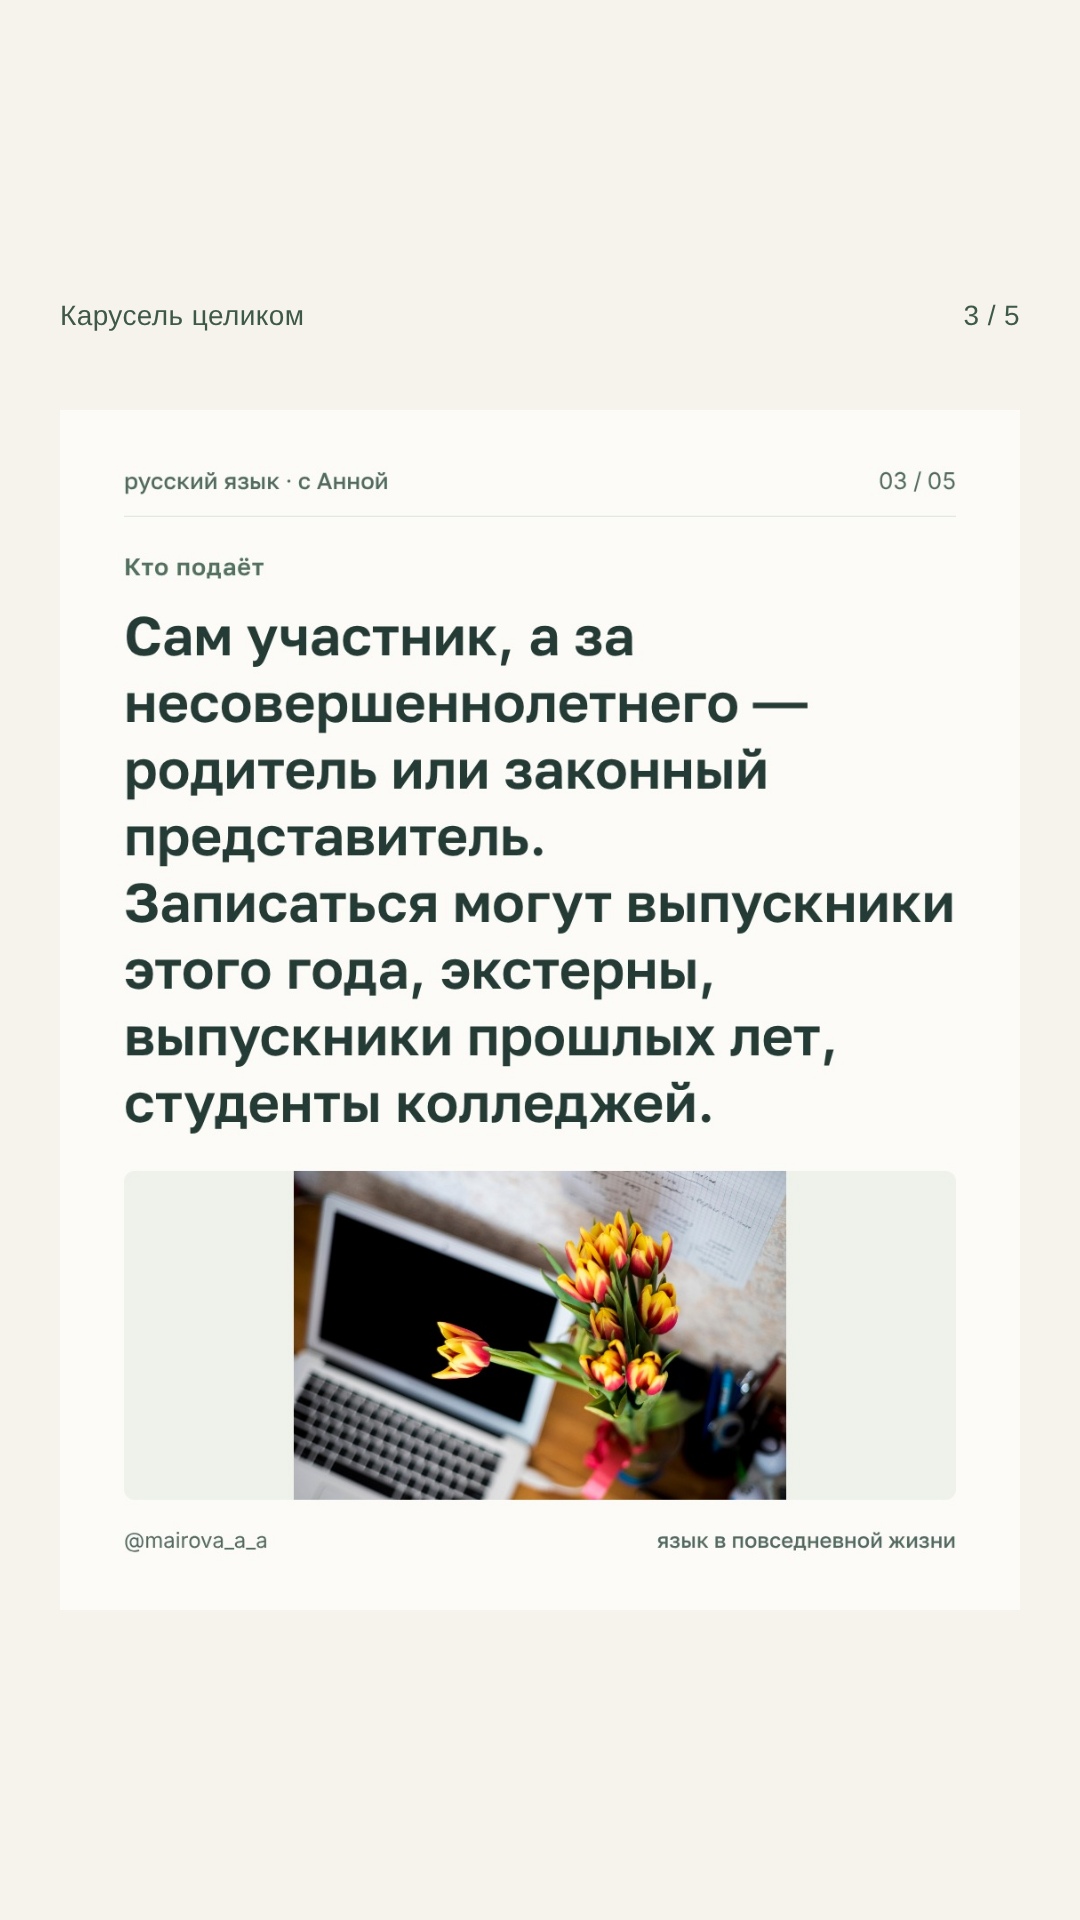 Карусель целиком
3 / 5
русский язык · с Анной
03 / 05
Кто подаёт
Сам участник, а за
несовершеннолетнего —
родитель или законный
представитель.
Записаться могут выпускники
этого года, экстерны,
выпускники прошлых лет,
студенты колледжей.
@mairova_a_a
язык в повседневной жизни